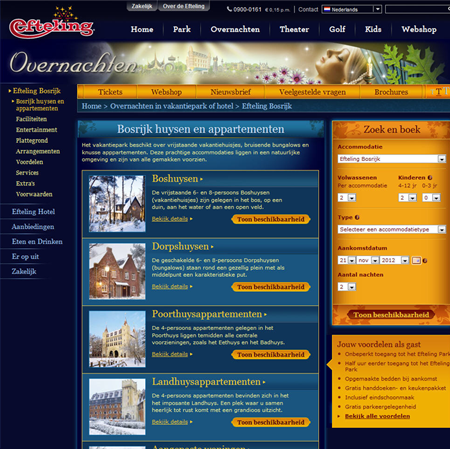 Zakelijk
Over de Efteling
0900-0161 € 0,15 p.m. | Contact
Nederlands
Efteling
Home
Park
Overnachten
Theater
Golf
Kids
Webshop
Overnachten
Tickets
Webshop
Nieuwsbrief
Veelgestelde vragen
Brochures
T
Home > Overnachten in vakantiepark of hotel > Efteling Bosrijk
Efteling Bosrijk
Bosrijk huysen en appartementen
Faciliteiten
Entertainment
Plattegrond
Arrangementen
Voordelen
Services
Extra's
Voorwaarden
Efteling Hotel
Aanbiedingen
Eten en Drinken
Er op uit
Zakelijk
Bosrijk huysen en appartementen
Het vakantiepark beschikt over vrijstaande vakantiehuisjes, bruisende bungalows en
knusse appartementen. Deze prachtige accommodaties liggen in een natuurlijke
omgeving en zijn van alle gemakken voorzien.
Boshuysen
De vrijstaande 6- en 8-persoons Boshuysen
(vakantiehuisjes) zijn gelegen in het bos, op een
duin, aan het water of aan een open veld.
Bekijk details
Toon beschikbaarheid
Dorpshuysen
De geschakelde 6- en 8-persoons Dorpshuysen
(bungalows) staan rond een gezellig plein met als
middelpunt een karakteristieke put.
Bekijk details
Toon beschikbaarheid
Poorthuysappartementen
De 4-persoons appartementen gelegen in het
Poorthuys liggen temidden alle centrale
voorzieningen, zoals het Eethuys en het Badhuys.
Bekijk details
Toon beschikbaarheid
Landhuysappartementen
De 4-persoons appartementen bevinden zich in het
het imposante Landhuys. Een plek waar u samen
heerlijk tot rust komt met een grandioos uitzicht.
Bekijk details
Toon beschikbaarheid
Aangepaste woningen
Zoek en boek
Accommodatie
Efteling Bosrijk
Volwassenen
Kinderen
Per accommodatie
4-12 jr
0-3 jr
2
2
0
Type
Selecteer een accommodatietype
Aankomstdatum
21
nov
2012
Aantal nachten
2
Toon beschikbaarheid
Jouw voordelen als gast
Onbeperkt toegang tot het Efteling Park
Half uur eerder toegang tot het Efteling
Park
Opgemaakte bedden bij aankomst
Gratis handdoeken- en keukenpakket
Inclusief eindschoonmaak
Gratis parkeergelegenheid
Bekijk alle voordelen